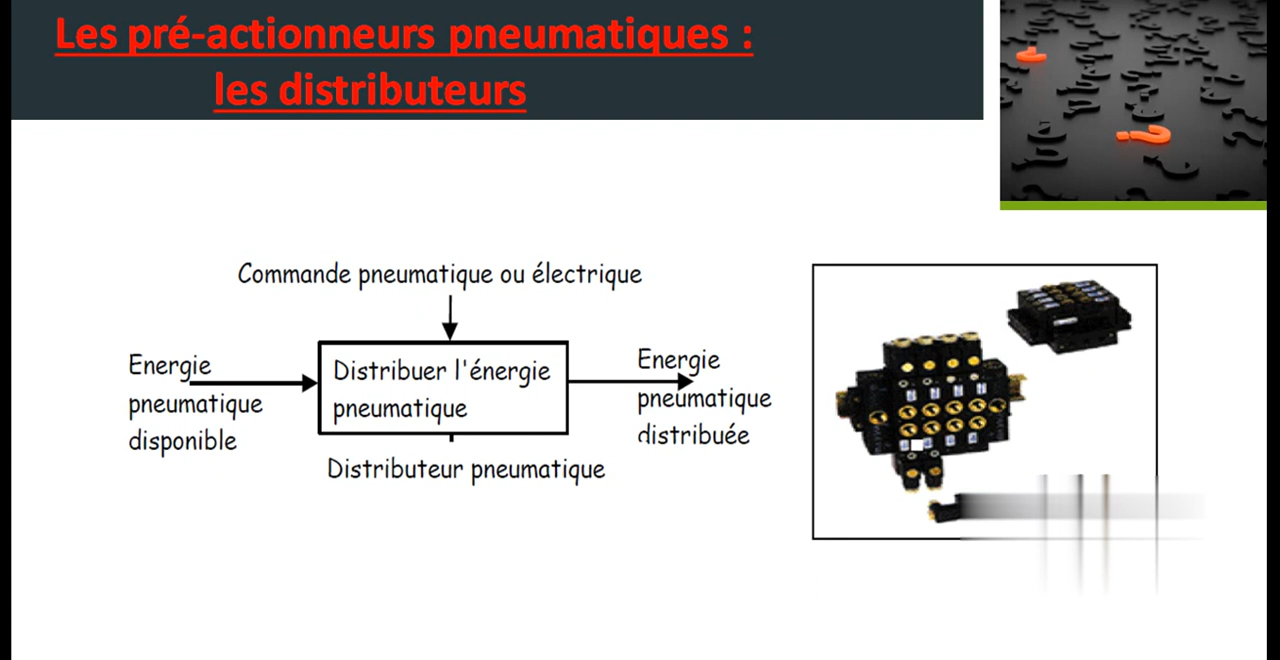 Les pré-actionneurs pneumatiques :
les distributeurs
Commande pneumatique ou électrique
Energie
pneumatique
disponible
Distribuer l'énergie
pneumatique
Energie
pneumatique
distribuée
Distributeur pneumatique